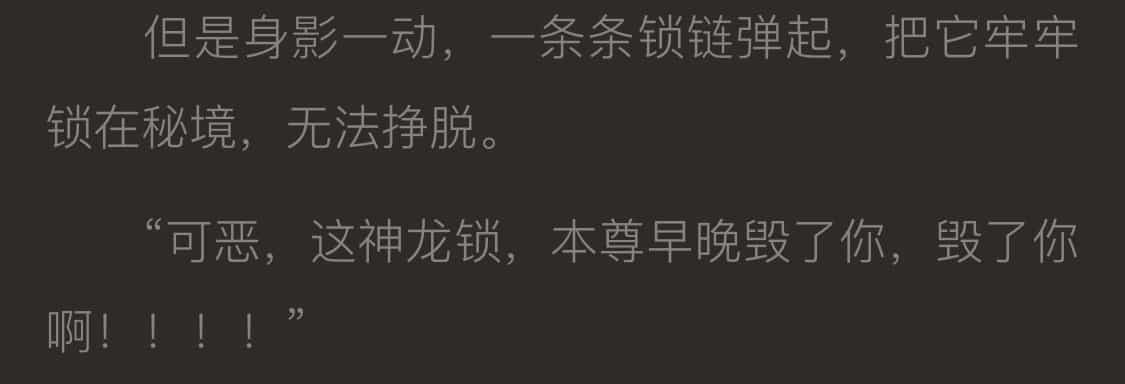 但是身影一动，一条条锁链弹起，把它牢牢
锁在秘境，无法挣脱。
“可恶，这神龙锁，本尊早晚毁了你，毁了你
啊！！！！”